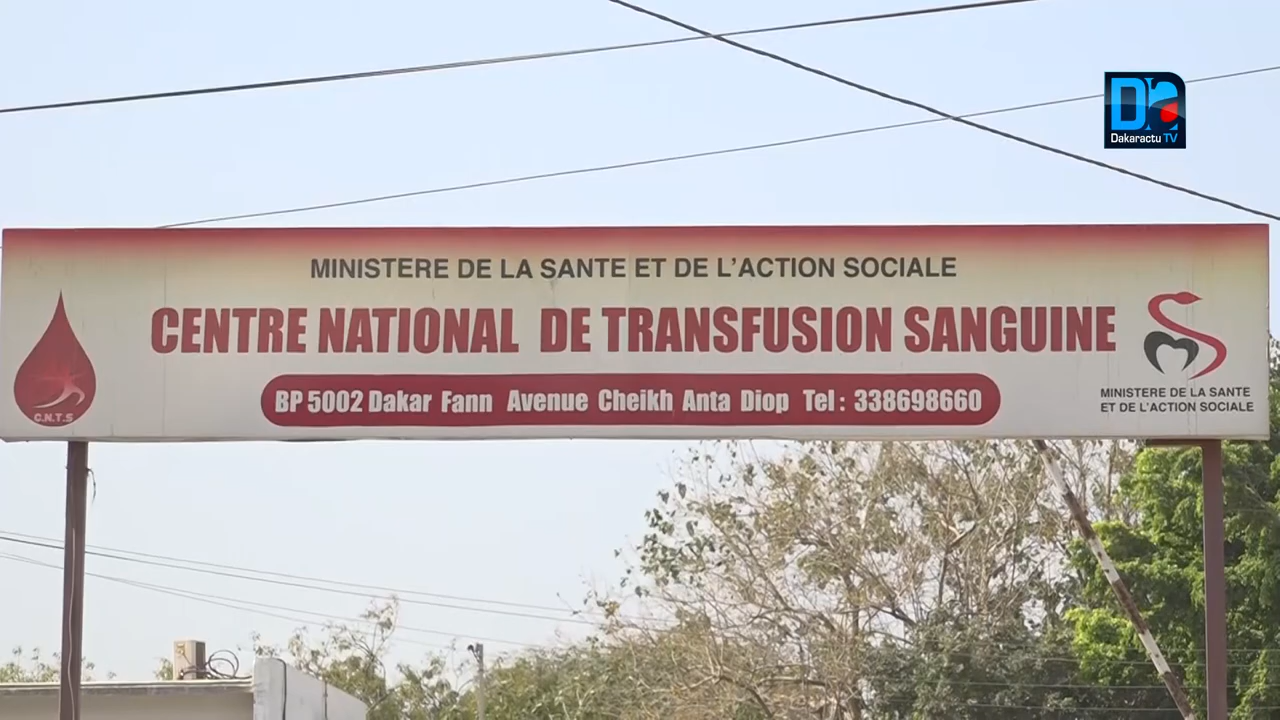 Dakaractu TV
MINISTERE DE LA SANTE ET DE L'ACTION SOCIALE
CENTRE NATIONAL DE TRANSFUSION SANGUINE
BP 5002 Dakar Fann Avenue Cheikh Anta Diop Tel : 338698660
C.N.T.S
MINISTERE DE LA SANTE
ET DE L'ACTION SOCIALE